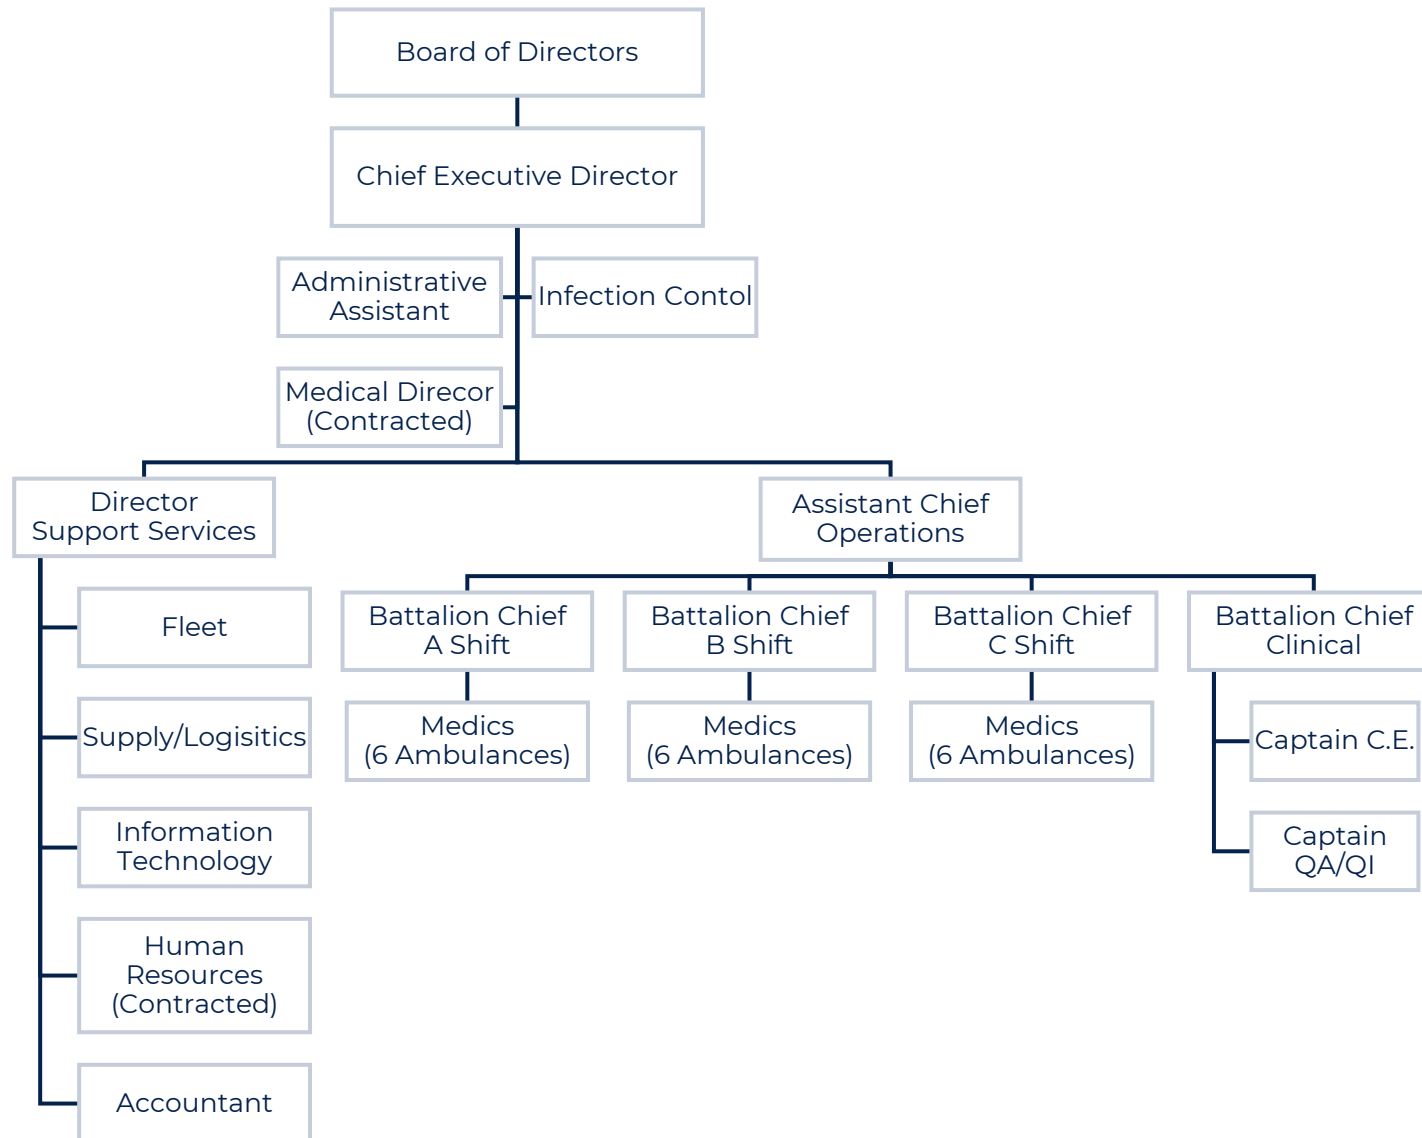 Board of Directors
Chief Executive Director
Administrative
Assistant
Infection Contol
Medical Direcor
(Contracted)
Director
Support Services
Assistant Chief
Operations
Fleet
Supply/Logisitics
Information
Technology
Human
Resources
(Contracted)
Accountant
Battalion Chief
A Shift
Medics
(6 Ambulances)
Battalion Chief
B Shift
Medics
(6 Ambulances)
Battalion Chief
C Shift
Medics
(6 Ambulances)
Battalion Chief
Clinical
Captain C.E.
Captain
QA/QI